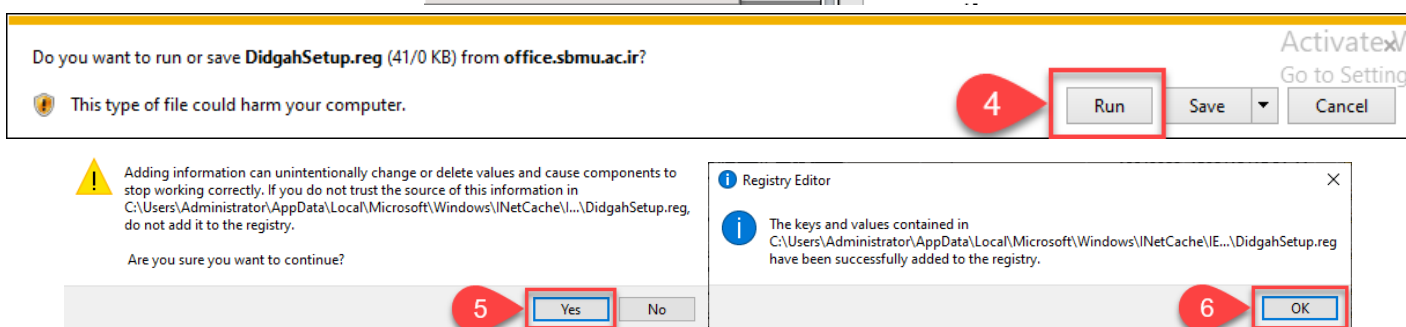 Do you want to run or save DidgahSetup.reg (41/0 KB) from office.sbmu.ac.ir?
Activate
Go to Setting
This type of file could harm your computer.
4
Run
Save
Cancel
Adding information can unintentionally change or delete values and cause components to
stop working correctly. If you do not trust the source of this information in
C:\Users\Administrator\AppData\Local\Microsoft\Windows\INetCache\I...\DidgahSetup.reg,
do not add it to the registry.
Are you sure you want to continue?
5
Yes
No
Registry Editor
The keys and values contained in
C:\Users\Administrator\AppData\Local\Microsoft\Windows\INetCache\IE...\DidgahSetup.reg
have been successfully added to the registry.
6
OK